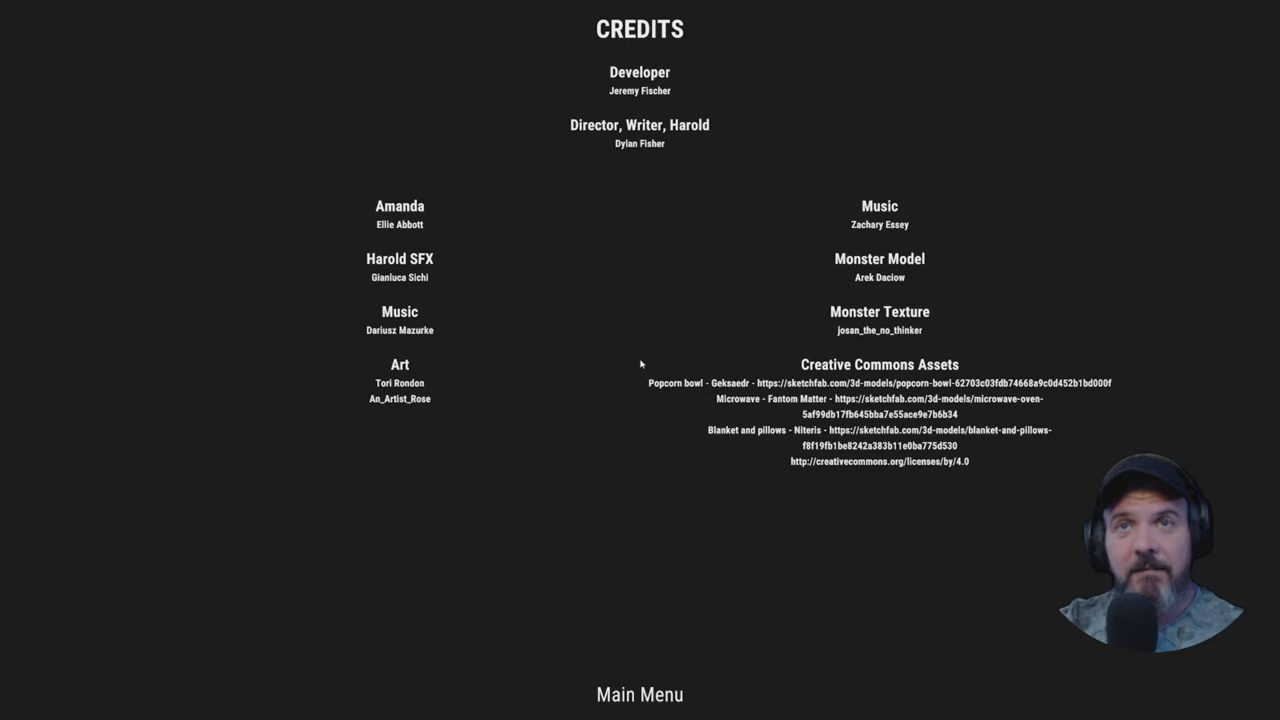 CREDITS
Developer
Jeremy Fischer
Director, Writer, Harold
Dylan Fisher
Amanda
Ellie Abbott
Harold SFX
Gianluca Sichi
Music
Dariusz Mazurke
Art
Tori Rondon
An_Artist_Rose
Music
Zachary Essey
Monster Model
Arek Daciow
Monster Texture
josan_the_no_thinker
Creative Commons Assets
Popcorn bowl - Geksaedr - https://sketchfab.com/3d-models/popcorn-bowl-62703c03fdb74668a9c0d452b1bd000f
Microwave - Fantom Matter - https://sketchfab.com/3d-models/microwave-oven-
5af99db17fb645bba7e55ace9e7b6b34
Blanket and pillows - Niteris - https://sketchfab.com/3d-models/blanket-and-pillows-
f8f19fb1be8242a383b11e0ba775d530
http://creativecommons.org/licenses/by/4.0
Main Menu